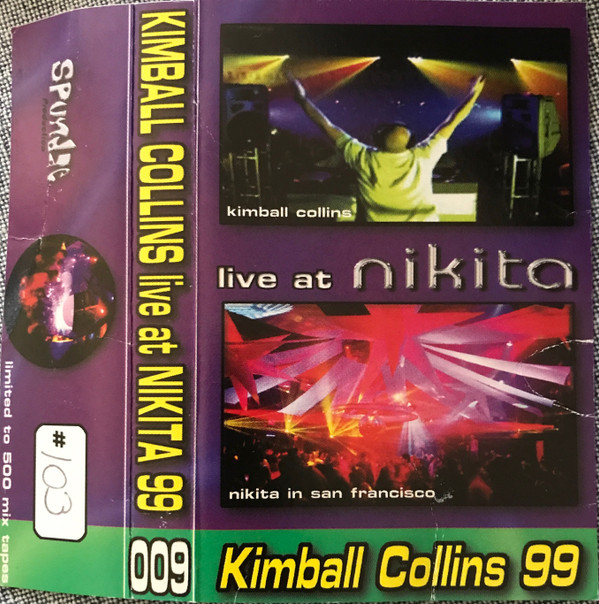 SPUNDAE
limited to 500 mix tapes
#103
KIMBALL COLLINS live at NIKITA 99
009
kimball collins
live at nikita
nikita in san francisco
Kimball Collins 99